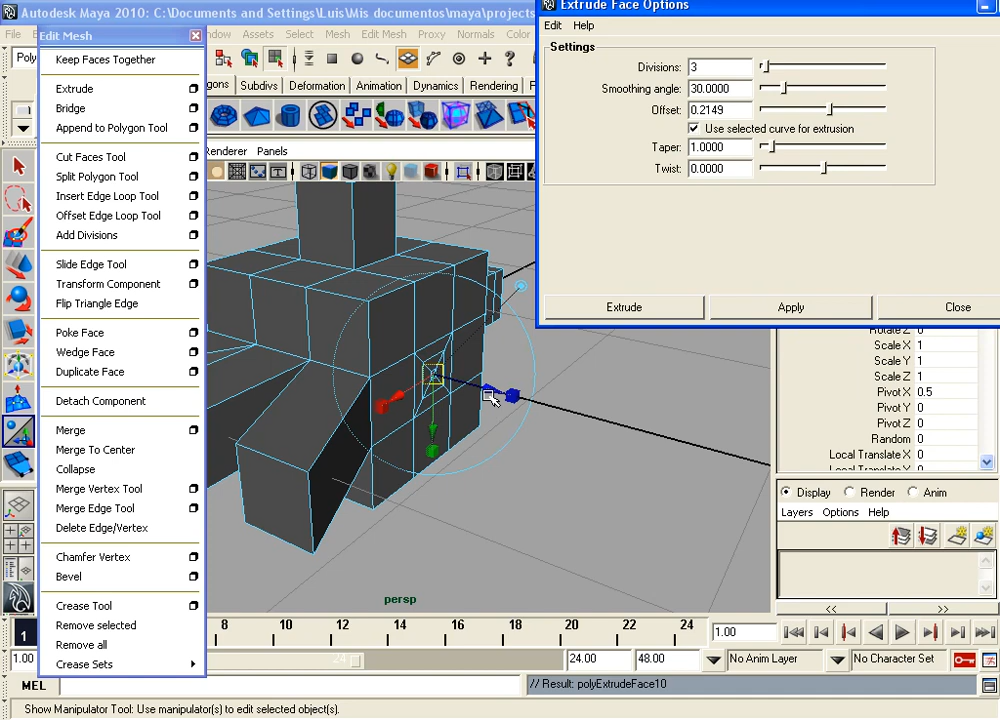 Autodesk Maya 2010: C:\Documents and Settings\Luis\Mis documentos\maya\projects
File
ndow Assets Select Mesh Edit Mesh Proxy Normals Color
Poly
gons Subdivs Deformation Animation Dynamics Rendering
Renderer Panels
Edit Mesh
Keep Faces Together
Extrude
Bridge
Append to Polygon Tool
Cut Faces Tool
Split Polygon Tool
Insert Edge Loop Tool
Offset Edge Loop Tool
Add Divisions
Slide Edge Tool
Transform Component
Flip Triangle Edge
Poke Face
Wedge Face
Duplicate Face
Detach Component
Merge
Merge To Center
Collapse
Merge Vertex Tool
Merge Edge Tool
Delete Edge/Vertex
Chamfer Vertex
Bevel
Crease Tool
Remove selected
Remove all
Crease Sets
Extrude Face Options
Edit Help
Settings
Divisions: 3
Smoothing angle: 30.0000
Offset: 0.2149
Use selected curve for extrusion
Taper: 1.0000
Twist: 0.0000
Extrude Apply Close
Rotate Z 0
Scale X 1
Scale Y 1
Scale Z 1
Pivot X 0.5
Pivot Y 0
Pivot Z 0
Random 0
Local Translate X 0
Local Translate Y 0
Display Render Anim
Layers Options Help
<< >>
persp
1 8 10 12 14 16 18 20 22 24 1.00
1.00 24 24.00 48.00 No Anim Layer No Character Set
MEL // Result: polyExtrudeFace10
Show Manipulator Tool: Use manipulator(s) to edit selected object(s).